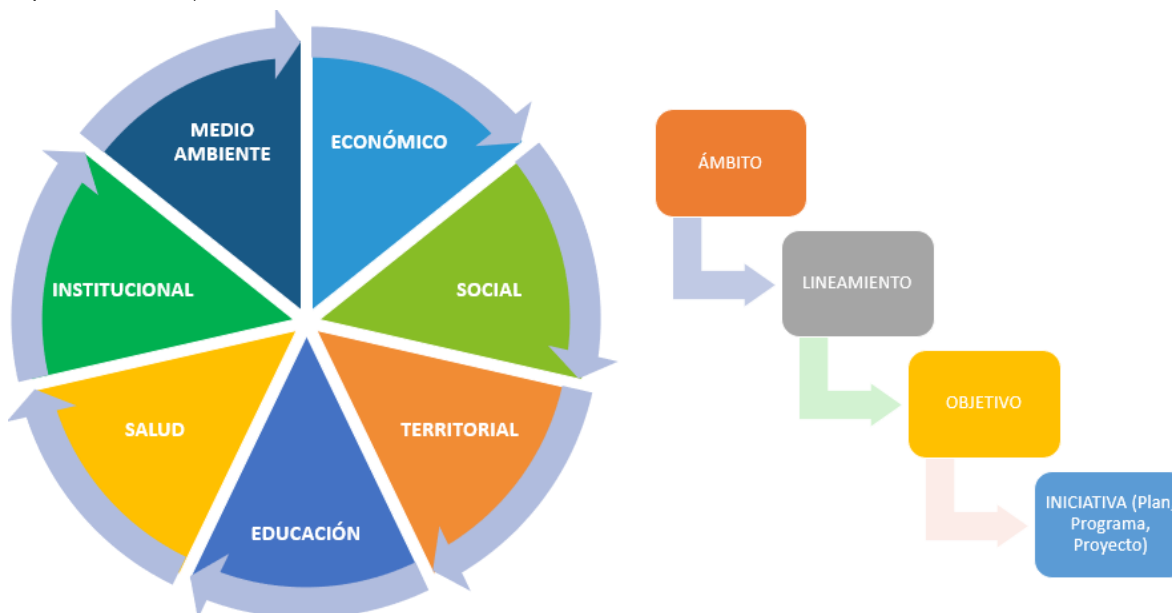 MEDIO
AMBIENTE
ECONÓMICO
INSTITUCIONAL
SOCIAL
SALUD
TERRITORIAL
EDUCACIÓN
ÁMBITO
LINEAMIENTO
OBJETIVO
INICIATIVA (Plan,
Programa,
Proyecto)